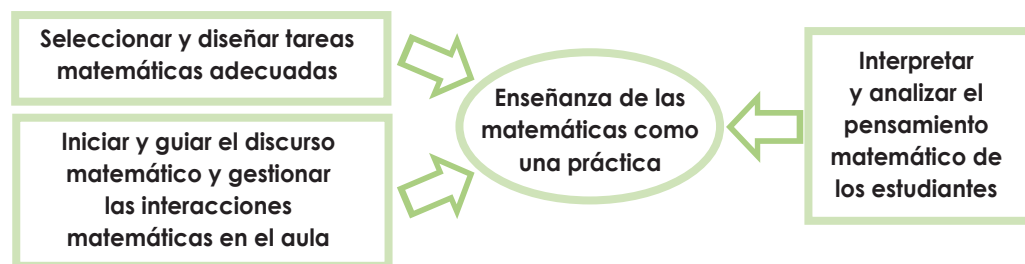 Seleccionar y diseñar tareas
matemáticas adecuadas
Iniciar y guiar el discurso
matemático y gestionar
las interacciones
matemáticas en el aula
Enseñanza de las
matemáticas como
una práctica
Interpretar
y analizar el
pensamiento
matemático de
los estudiantes